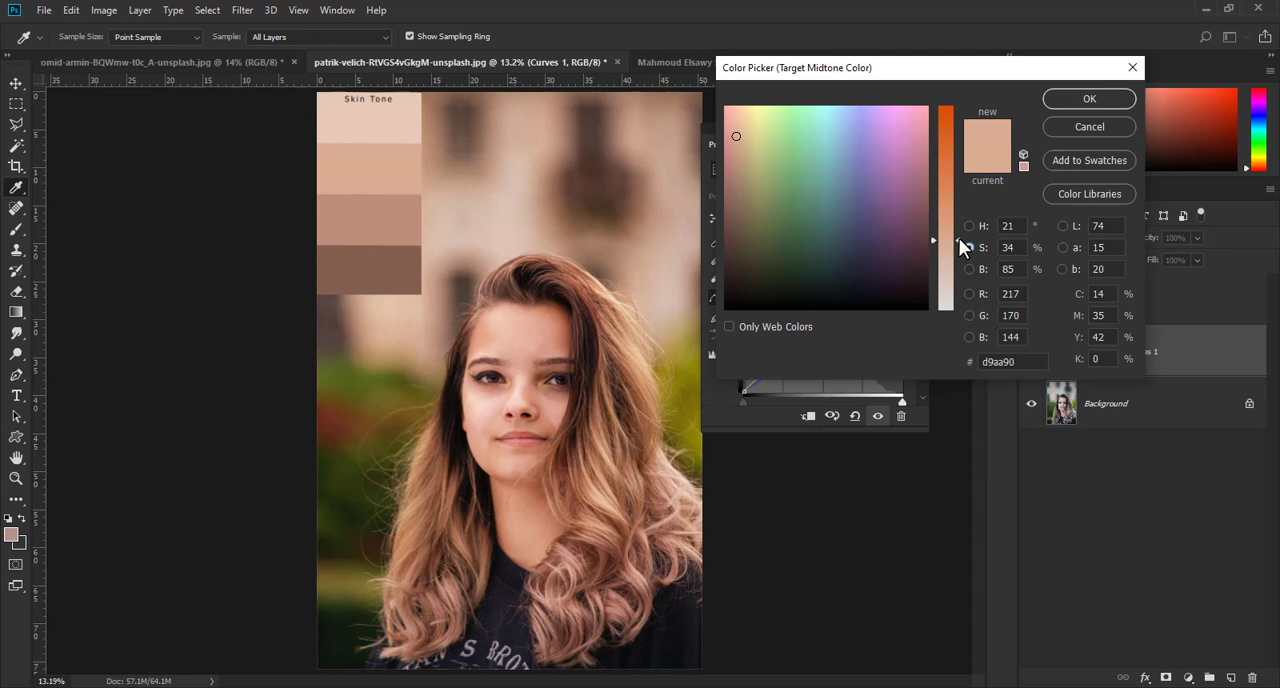 Ps File Edit Image Layer Type Select Filter 3D View Window Help
Sample Size: Point Sample Sample: All Layers Show Sampling Ring
omid-armin-BQWmw-t0c_A-unsplash.jpg @ 14% (RGB/8) * × patrik-velich-RtVGS4vGkgM-unsplash.jpg @ 13.2% (Curves 1, RGB/8) * × Mahmoud Elsawy
Color Picker (Target Midtone Color)
Skin Tone
new
current
OK
Cancel
Add to Swatches
Color Libraries
H: 21 ° L: 74
S: 34 % a: 15
B: 85 % b: 20
R: 217 C: 14 %
G: 170 M: 35 %
B: 144 Y: 42 %
# d9aa90 K: 0 %
Only Web Colors
100%
Fill: 100%
Background
13.19% Doc: 57.1M/64.1M